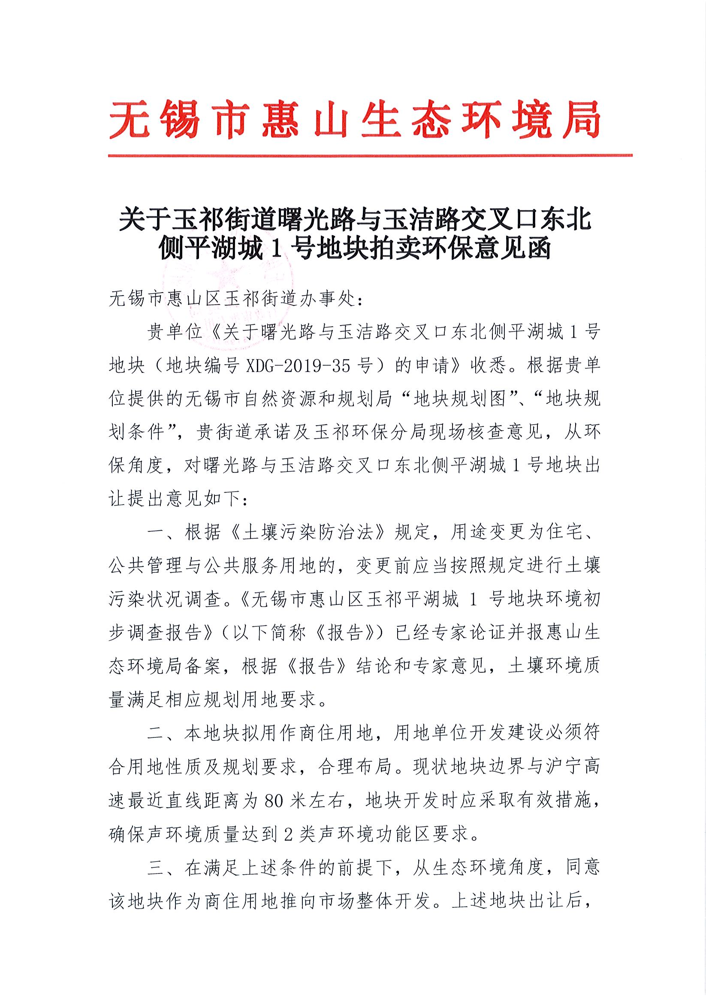 无锡市惠山生态环境局
关于玉祁街道曙光路与玉洁路交叉口东北
侧平湖城1号地块拍卖环保意见函
无锡市惠山区玉祁街道办事处：
贵单位《关于曙光路与玉洁路交叉口东北侧平湖城1号
地块（地块编号 XDG-2019-35 号）的申请》收悉。根据贵单
位提供的无锡市自然资源和规划局“地块规划图”、“地块规
划条件”，贵街道承诺及玉祁环保分局现场核查意见，从环
保角度，对曙光路与玉洁路交叉口东北侧平湖城1号地块出
让提出意见如下：
一、根据《土壤污染防治法》规定，用途变更为住宅、
公共管理与公共服务用地的，变更前应当按照规定进行土壤
污染状况调查。《无锡市惠山区玉祁平湖城 1 号地块环境初
步调查报告》（以下简称《报告》）已经专家论证并报惠山生
态环境局备案，根据《报告》结论和专家意见，土壤环境质
量满足相应规划用地要求。
二、本地块拟用作商住用地，用地单位开发建设必须符
合用地性质及规划要求，合理布局。现状地块边界与沪宁高
速最近直线距离为 80 米左右，地块开发时应采取有效措施，
确保声环境质量达到 2 类声环境功能区要求。
三、在满足上述条件的前提下，从生态环境角度，同意
该地块作为商住用地推向市场整体开发。上述地块出让后，